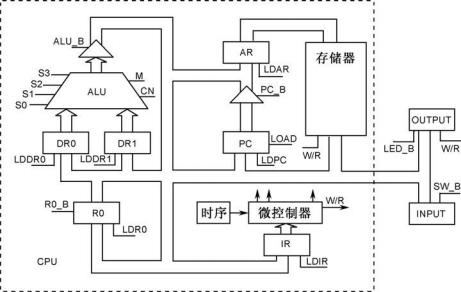 ALU_B
S3
S2
S1
S0
ALU
M
CN
DR0
DR1
LDDR0
LDDR1
R0_B
R0
LDR0
CPU
AR
LDAR
PC_B
PC
LOAD
LDPC
存储器
W/R
OUTPUT
LED_B
W/R
SW_B
INPUT
时序
微控制器
W/R
IR
LDIR